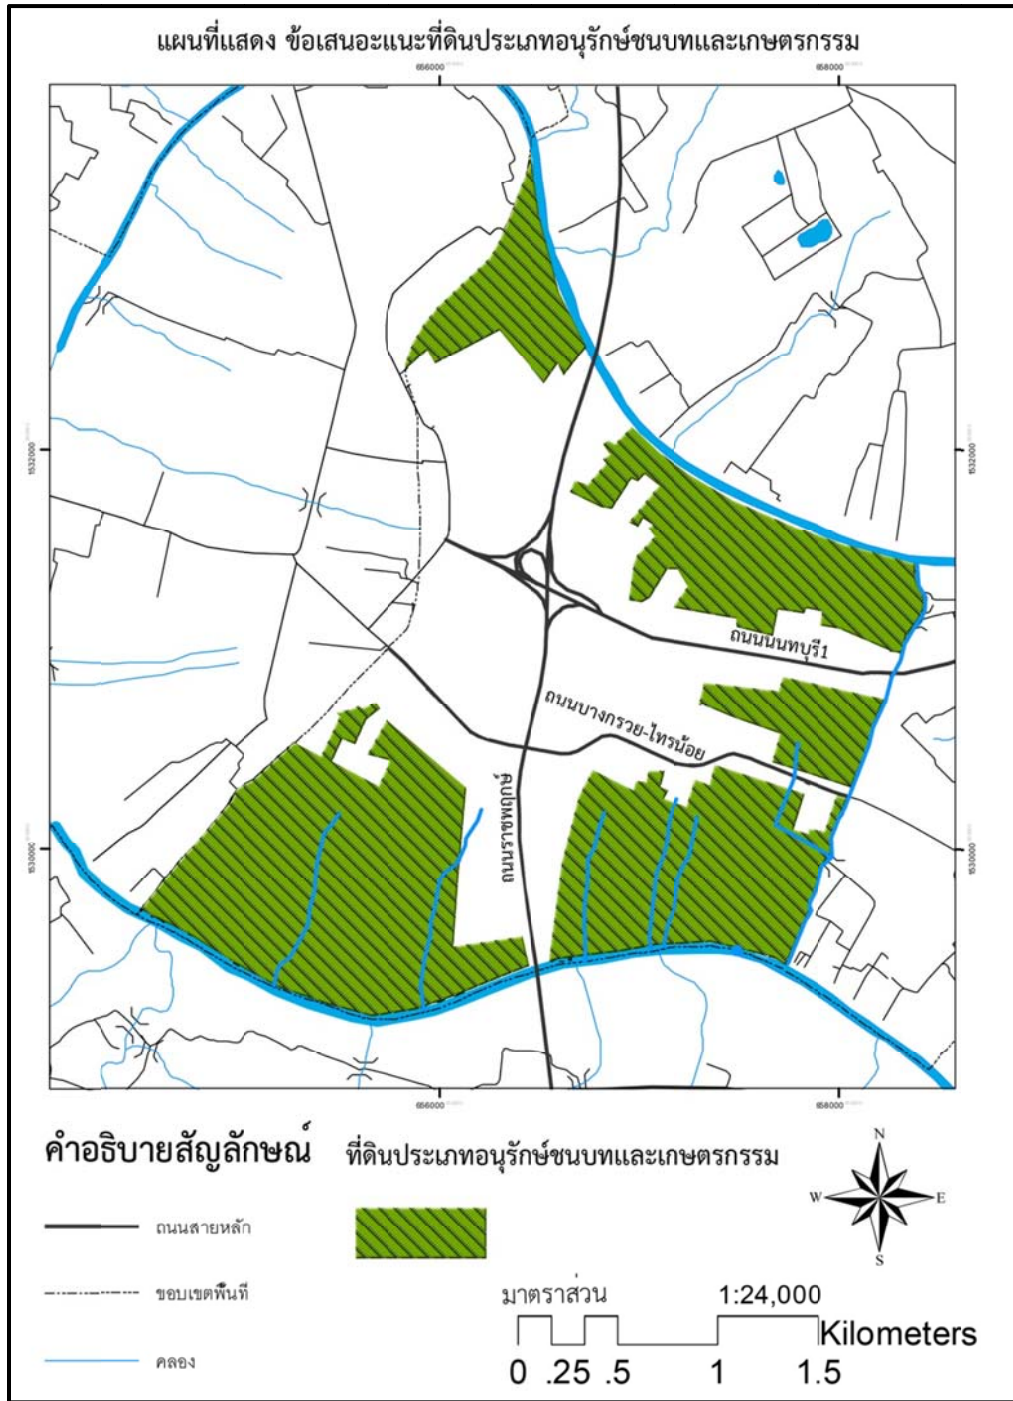 แผนที่แสดง ข้อเสนอะแนะที่ดินประเภทอนุรักษ์ชนบทและเกษตรกรรม
656000
658000
1532000
1532000
ถนนนนทบุรี1
ถนนบางกรวย-ไทรน้อย
ถนนราชพฤกษ์
1530000
1530000
656000
658000
คำอธิบายสัญลักษณ์
ที่ดินประเภทอนุรักษ์ชนบทและเกษตรกรรม
N
W
E
S
ถนนสายหลัก
ขอบเขตพื้นที่
คลอง
มาตราส่วน 1:24,000
Kilometers
0 .25 .5 1 1.5